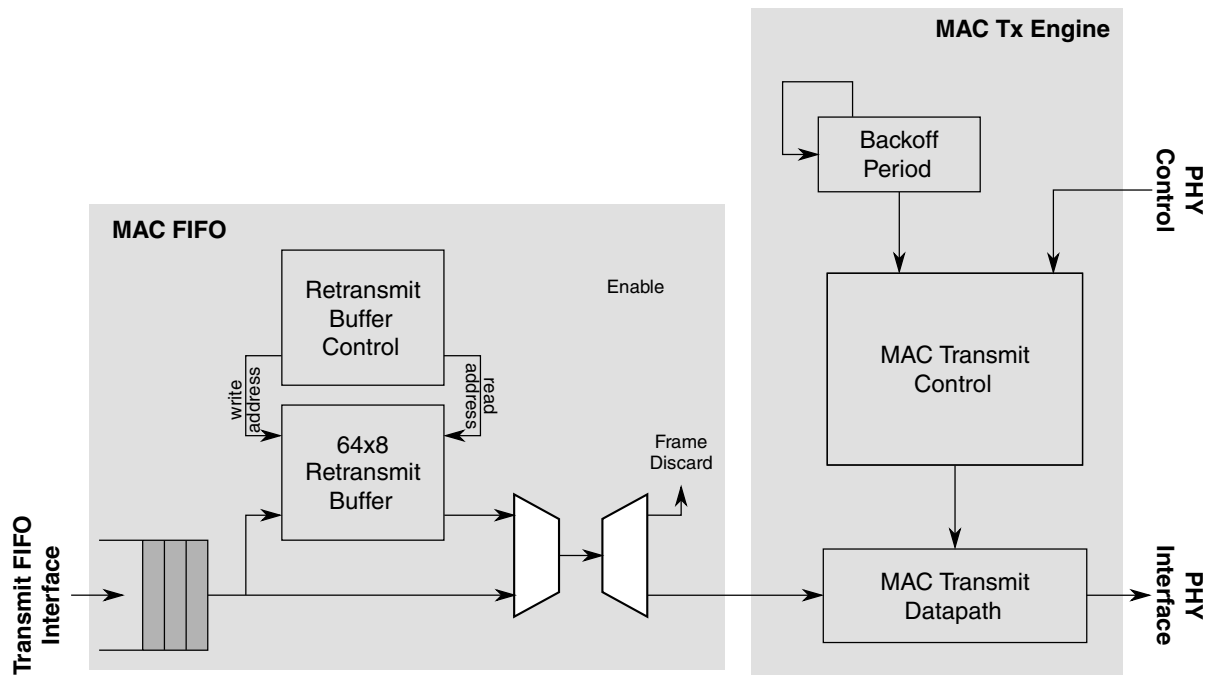 MAC Tx Engine
Backoff
Period
PHY
Control
MAC FIFO
Retransmit
Buffer
Control
Enable
MAC Transmit
Control
write
address
read
address
64x8
Retransmit
Buffer
Frame
Discard
Transmit FIFO
Interface
MAC Transmit
Datapath
PHY
Interface